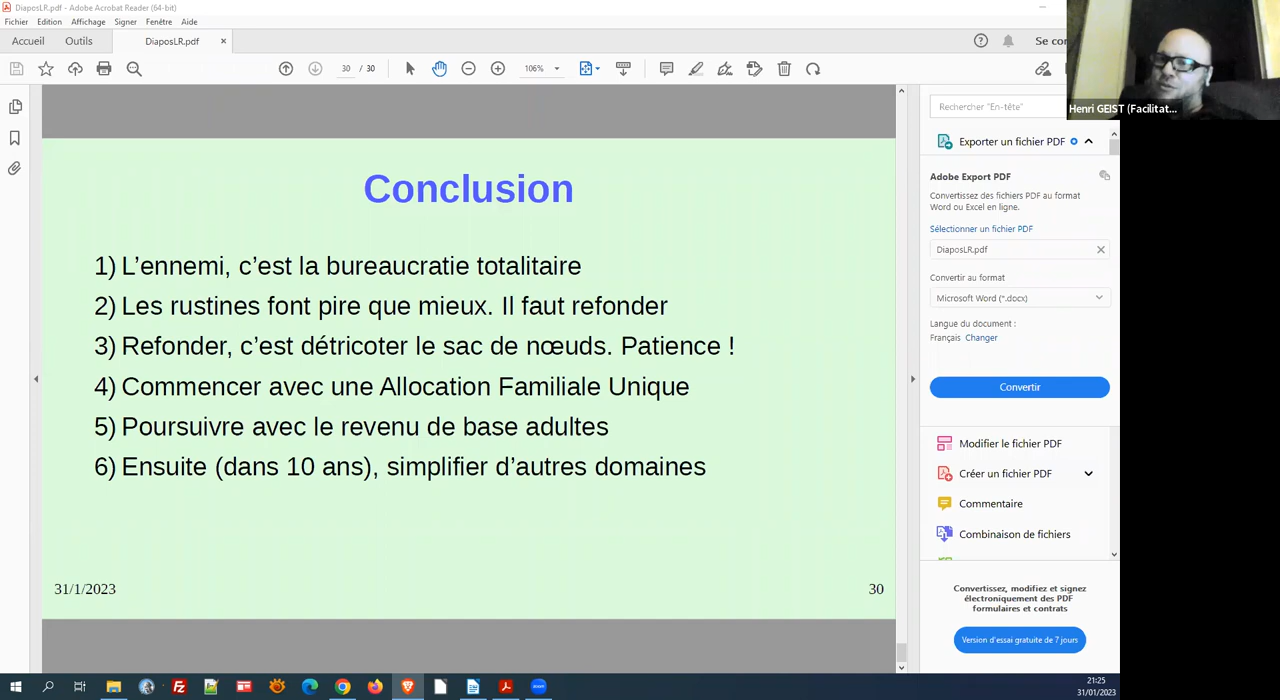 DiaposLR.pdf - Adobe Acrobat Reader (64-bit)
Fichier Edition Affichage Signer Fenêtre Aide
Accueil Outils DiaposLR.pdf × Se con
30 / 30 106%
Henri GEIST (Facilitat...
Rechercher "En-tête"
Exporter un fichier PDF
Adobe Export PDF
Convertissez des fichiers PDF au format
Word ou Excel en ligne.
Sélectionner un fichier PDF
DiaposLR.pdf
Convertir au format
Microsoft Word (*.docx)
Langue du document :
Français Changer
Convertir
Modifier le fichier PDF
Créer un fichier PDF
Commentaire
Combinaison de fichiers
Convertissez, modifiez et signez
électroniquement des PDF
formulaires et contrats
Version d'essai gratuite de 7 jours
Conclusion
1) L’ennemi, c’est la bureaucratie totalitaire
2) Les rustines font pire que mieux. Il faut refonder
3) Refonder, c’est détricoter le sac de nœuds. Patience !
4) Commencer avec une Allocation Familiale Unique
5) Poursuivre avec le revenu de base adultes
6) Ensuite (dans 10 ans), simplifier d’autres domaines
31/1/2023 30
21:25
31/01/2023